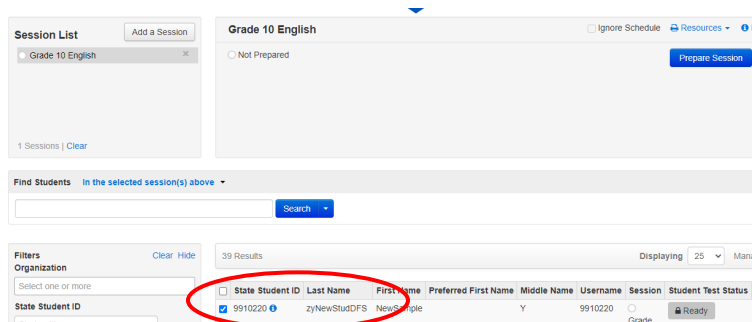 Session List
Add a Session
Grade 10 English
1 Sessions | Clear
Grade 10 English
Ignore Schedule
Resources
Not Prepared
Prepare Session
Find Students In the selected session(s) above
Search
Filters
Clear Hide
Organization
Select one or more
State Student ID
39 Results
Displaying 25
State Student ID Last Name First Name Preferred First Name Middle Name Username Session Student Test Status
9910220 zyNewStudDFS NewSample Y 9910220 Ready
Grade